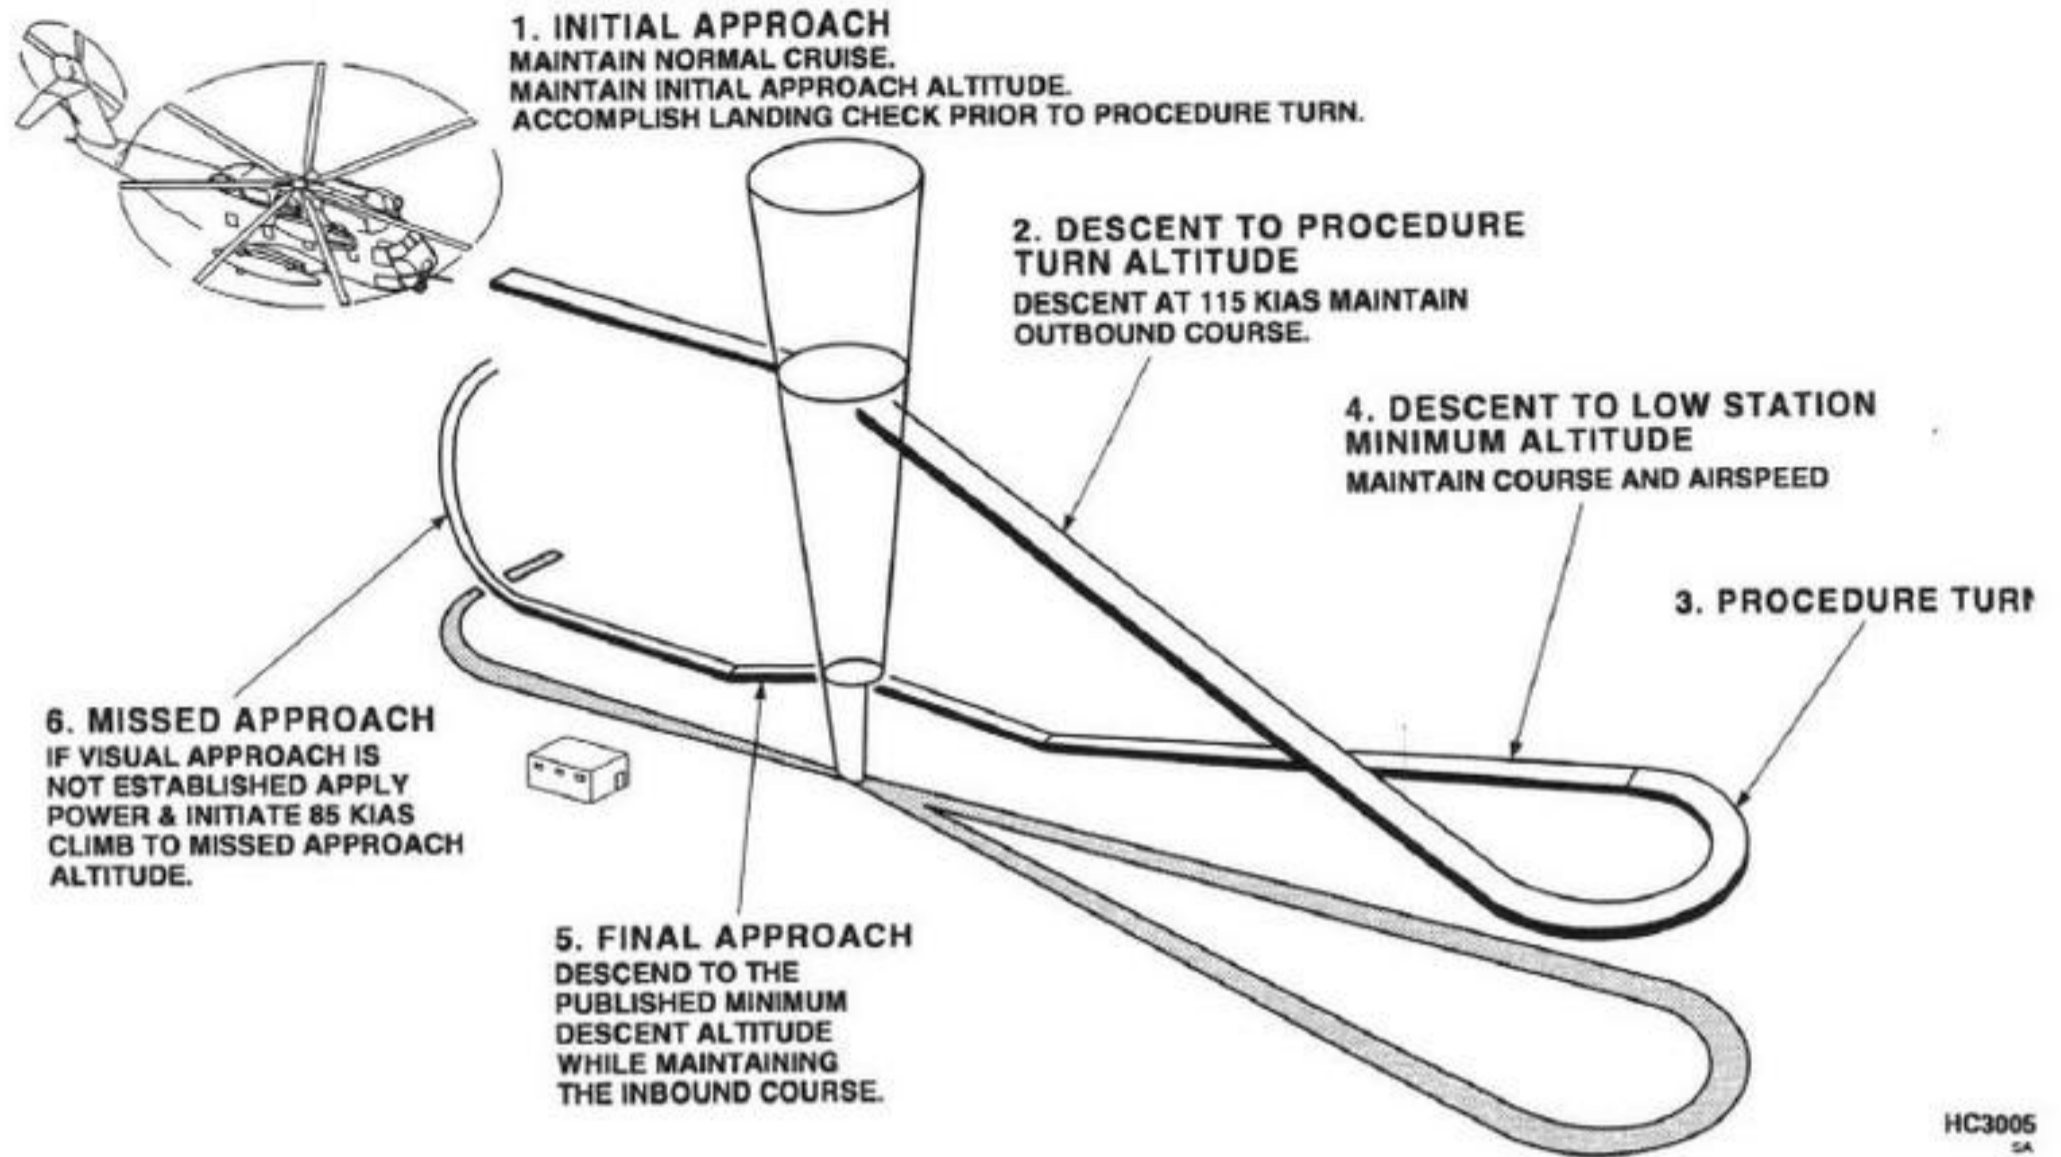 1. INITIAL APPROACH
MAINTAIN NORMAL CRUISE.
MAINTAIN INITIAL APPROACH ALTITUDE.
ACCOMPLISH LANDING CHECK PRIOR TO PROCEDURE TURN.
2. DESCENT TO PROCEDURE
TURN ALTITUDE
DESCENT AT 115 KIAS MAINTAIN
OUTBOUND COURSE.
4. DESCENT TO LOW STATION
MINIMUM ALTITUDE
MAINTAIN COURSE AND AIRSPEED
3. PROCEDURE TURN
6. MISSED APPROACH
IF VISUAL APPROACH IS
NOT ESTABLISHED APPLY
POWER & INITIATE 85 KIAS
CLIMB TO MISSED APPROACH
ALTITUDE.
5. FINAL APPROACH
DESCEND TO THE
PUBLISHED MINIMUM
DESCENT ALTITUDE
WHILE MAINTAINING
THE INBOUND COURSE.
HC3005
SA